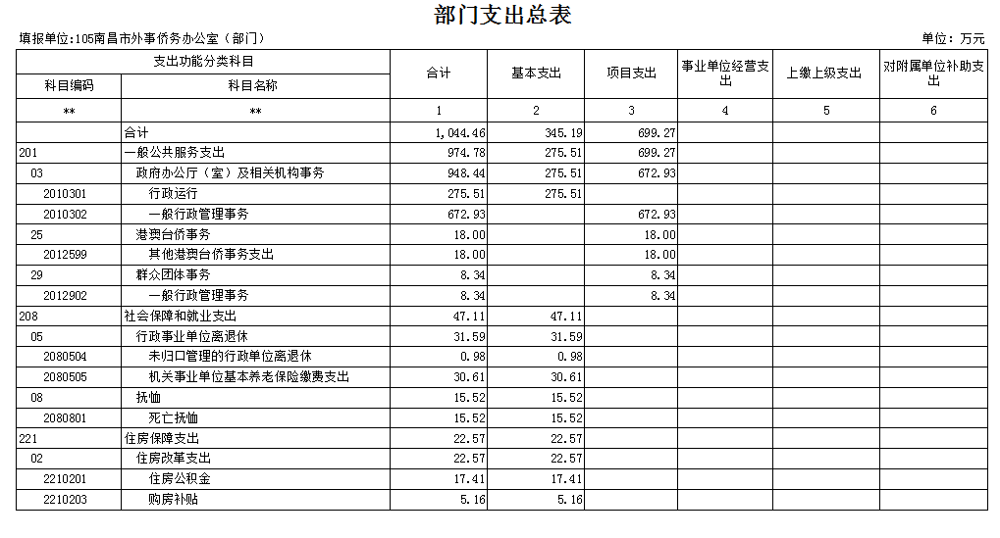 部门支出总表
填报单位:105南昌市外事侨务办公室（部门） 单位：万元
支出功能分类科目 合计 基本支出 项目支出 事业单位经营支出 上缴上级支出 对附属单位补助支出
科目编码 科目名称
** ** 1 2 3 4 5 6
合计 1,044.46 345.19 699.27
201 一般公共服务支出 974.78 275.51 699.27
03 政府办公厅（室）及相关机构事务 948.44 275.51 672.93
2010301 行政运行 275.51 275.51
2010302 一般行政管理事务 672.93 672.93
25 港澳台侨事务 18.00 18.00
2012599 其他港澳台侨事务支出 18.00 18.00
29 群众团体事务 8.34 8.34
2012902 一般行政管理事务 8.34 8.34
208 社会保障和就业支出 47.11 47.11
05 行政事业单位离退休 31.59 31.59
2080504 未归口管理的行政单位离退休 0.98 0.98
2080505 机关事业单位基本养老保险缴费支出 30.61 30.61
08 抚恤 15.52 15.52
2080801 死亡抚恤 15.52 15.52
221 住房保障支出 22.57 22.57
02 住房改革支出 22.57 22.57
2210201 住房公积金 17.41 17.41
2210203 购房补贴 5.16 5.16